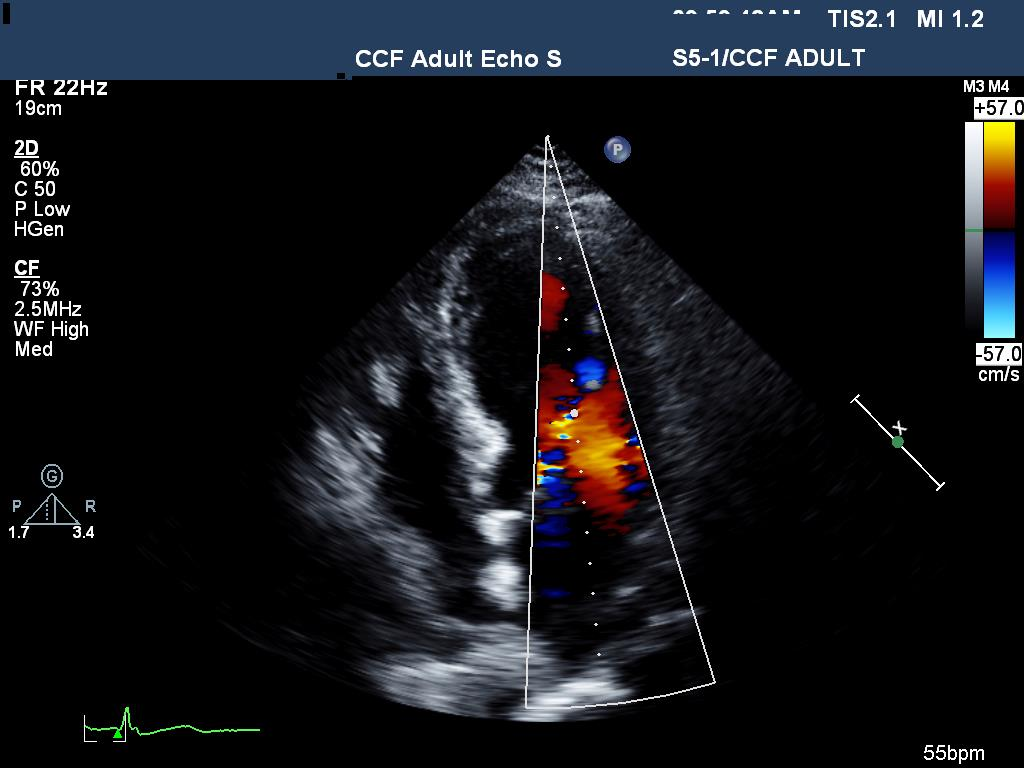 TIS2.1 MI 1.2
CCF Adult Echo S
S5-1/CCF ADULT
FR 22Hz
19cm
2D
60%
C 50
P Low
HGen
CF
73%
2.5MHz
WF High
Med
P
M3 M4
+57.0
-57.0
cm/s
x
G
P R
1.7 3.4
55bpm